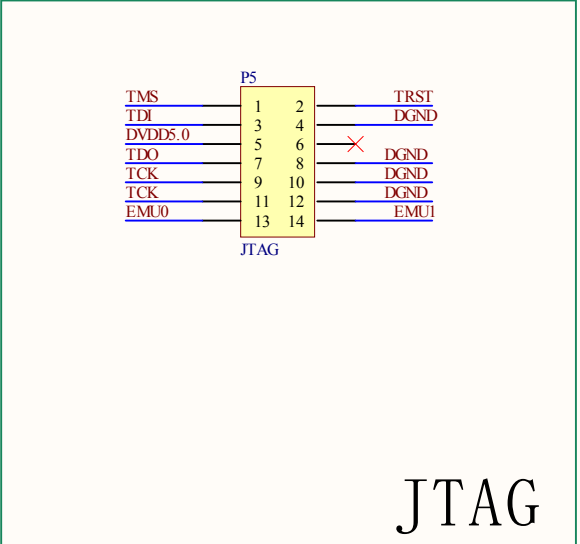 P5
TMS 1 2 TRST
TDI 3 4 DGND
DVDD5.0 5 6
TDO 7 8 DGND
TCK 9 10 DGND
TCK 11 12 DGND
EMU0 13 14 EMU1
JTAG
JTAG